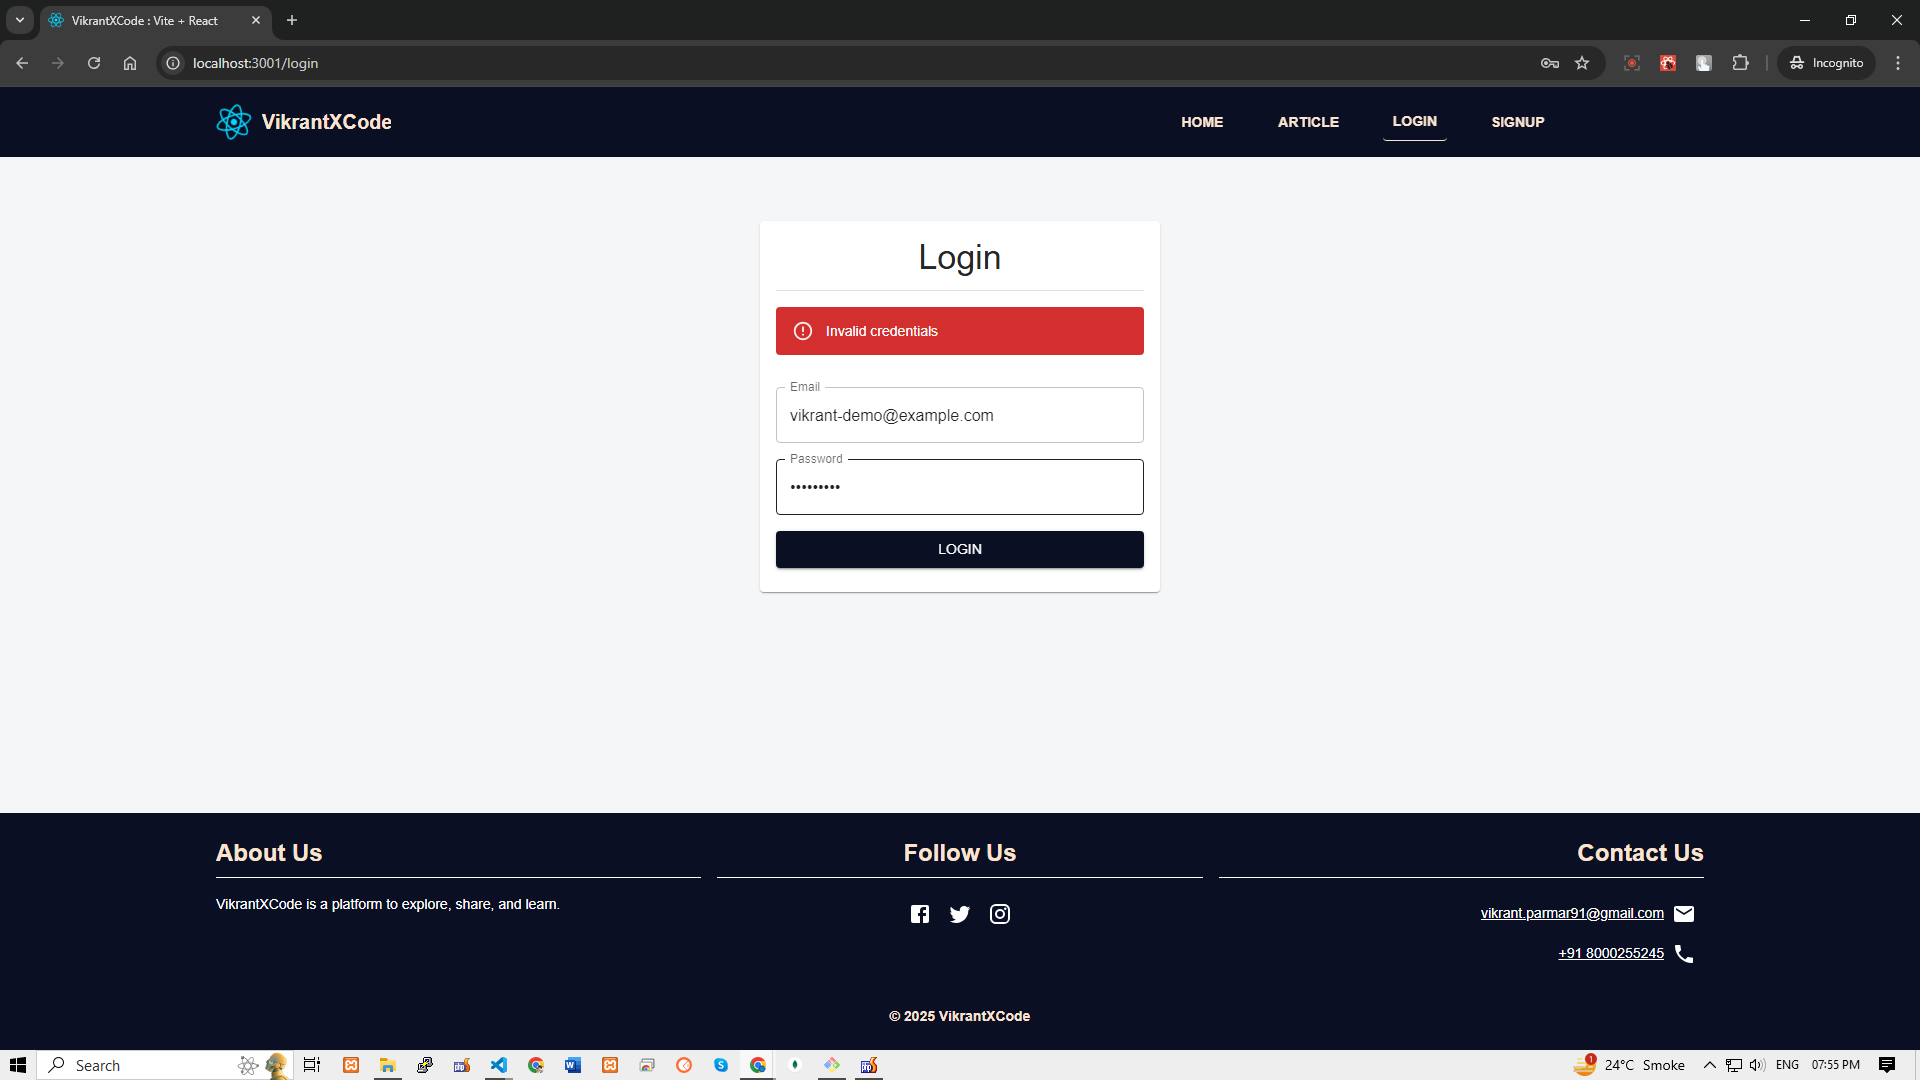 VikrantXCode : Vite + React
localhost:3001/login
Incognito
VikrantXCode
HOME
ARTICLE
LOGIN
SIGNUP
Login
Invalid credentials
Email
vikrant-demo@example.com
Password
•••••••••
LOGIN
About Us
VikrantXCode is a platform to explore, share, and learn.
Follow Us
Contact Us
vikrant.parmar91@gmail.com
+91 8000255245
© 2025 VikrantXCode
Search
1
24°C Smoke
ENG
07:55 PM